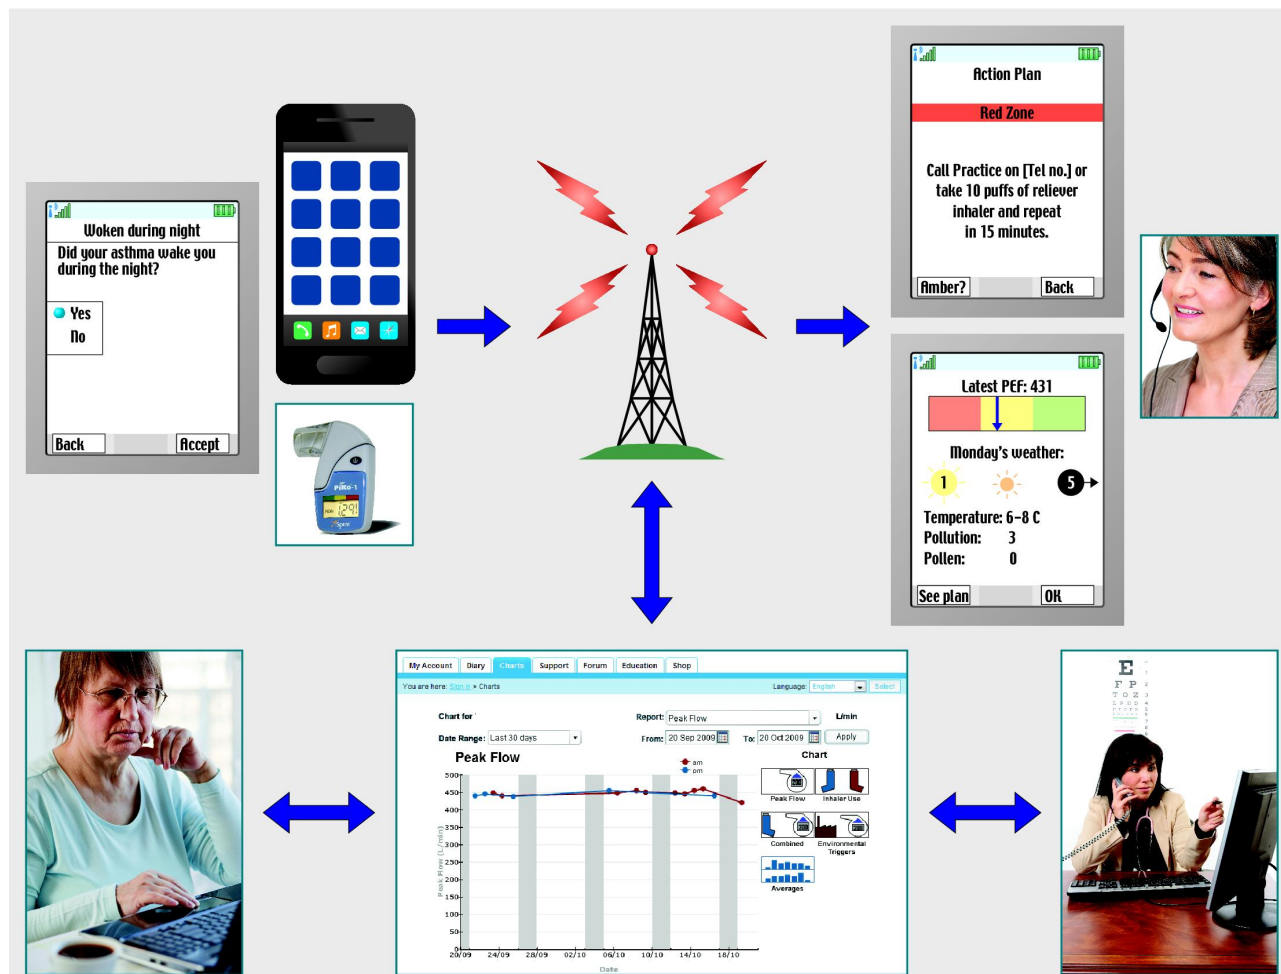 Woken during night
Did your asthma wake you
during the night?
Yes
No
Back
Accept
PiKo-1
Action Plan
Red Zone
Call Practice on [Tel no.] or
take 10 puffs of reliever
inhaler and repeat
in 15 minutes.
Amber?
Back
Latest PEF: 431
Monday's weather:
1
5
Temperature: 6–8 C
Pollution: 3
Pollen: 0
See plan
OK
My Account
Diary
Charts
Support
Forum
Education
Shop
You are here: Sign in » Charts
Language: English
Select
Chart for
Report: Peak Flow
L/min
Date Range: Last 30 days
From: 20 Sep 2009
To: 20 Oct 2009
Apply
Peak Flow
am
pm
Chart
Peak Flow
Inhaler Use
Combined
Environmental
Triggers
Averages
Peak Flow (L/min)
500
450
400
350
300
250
200
150
100
50
0
20/09
24/09
28/09
02/10
06/10
10/10
14/10
18/10
Date
E
F P
T O Z